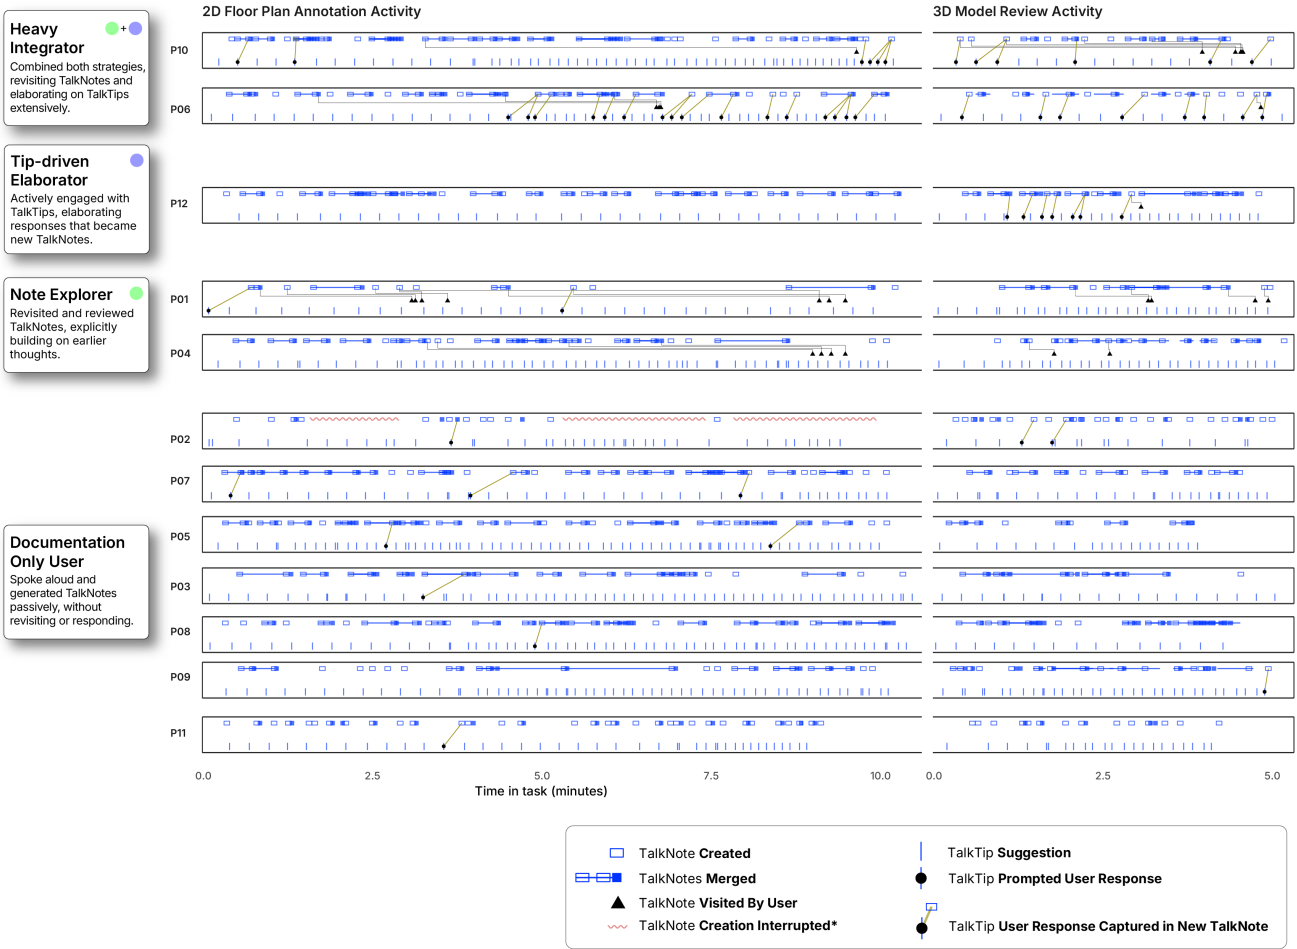 2D Floor Plan Annotation Activity
3D Model Review Activity
Heavy
Integrator
+
Combined both strategies,
revisiting TalkNotes and
elaborating on TalkTips
extensively.
P10
P06
Tip-driven
Elaborator
Actively engaged with
TalkTips, elaborating
responses that became
new TalkNotes.
P12
Note Explorer
Revisited and reviewed
TalkNotes, explicitly
building on earlier
thoughts.
P01
P04
Documentation
Only User
Spoke aloud and
generated TalkNotes
passively, without
revisiting or responding.
P02
P07
P05
P03
P08
P09
P11
0.0 2.5 5.0 7.5 10.0
0.0 2.5 5.0
Time in task (minutes)
TalkNote Created
TalkNotes Merged
TalkNote Visited By User
TalkNote Creation Interrupted*
TalkTip Suggestion
TalkTip Prompted User Response
TalkTip User Response Captured in New TalkNote